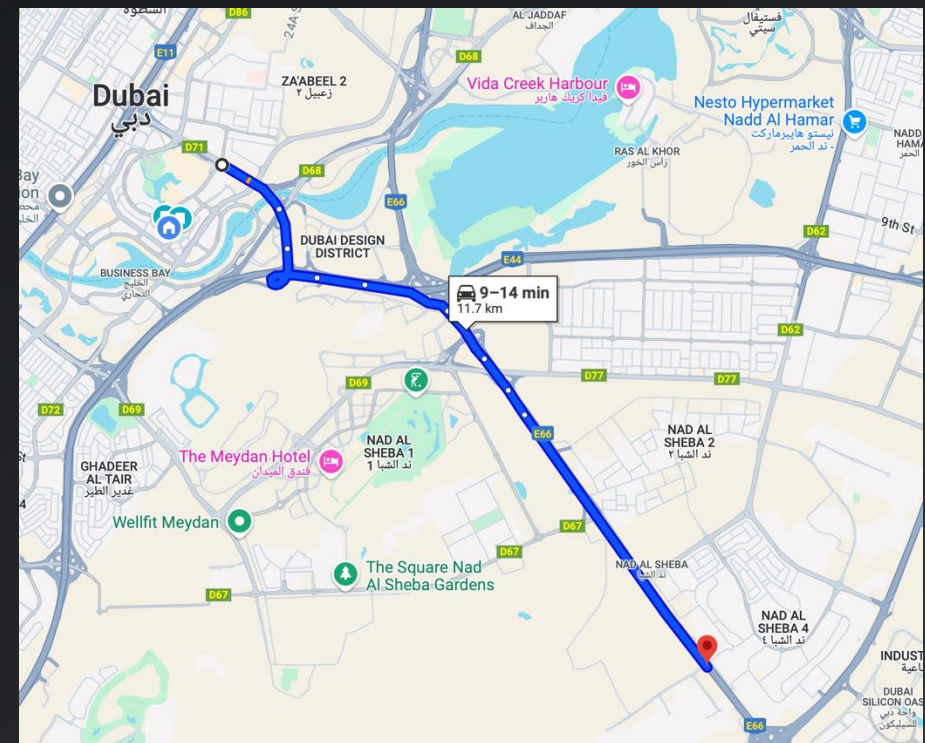 السطوة
D86
24A S
E11
AL JADDAF
الجداف
فستيفال
سيتي
D68
ZA'ABEEL 2
زعبيل ٢
Dubai
دبي
Vida Creek Harbour
فيدا كريك هاربر
Nesto Hypermarket
Nadd Al Hamar
نيستو هايبرماركت
- ند الحمر
NADD
HAMA
الحمر
D71
RAS AL KHOR
راس الخور
D68
Bay
ion
E66
9th St
D62
DUBAI DESIGN
DISTRICT
E44
BUSINESS BAY
الخليج
التجاري
9–14 min
11.7 km
D62
D69
D77
D77
D72
D69
E66
NAD AL
SHEBA 2
ند الشبا ٢
NAD AL
SHEBA 1
ند الشبا 1
The Meydan Hotel
فندق الميدان
GHADEER
AL TAIR
غدير الطير
4
Wellfit Meydan
D67
D67
The Square Nad
Al Sheba Gardens
NAD AL SHEBA
ند الشبا
D67
NAD AL
SHEBA 4
ند الشبا ٤
INDUST
DUBAI
SILICON OAS
واحة دبي
للسيليكون
E66